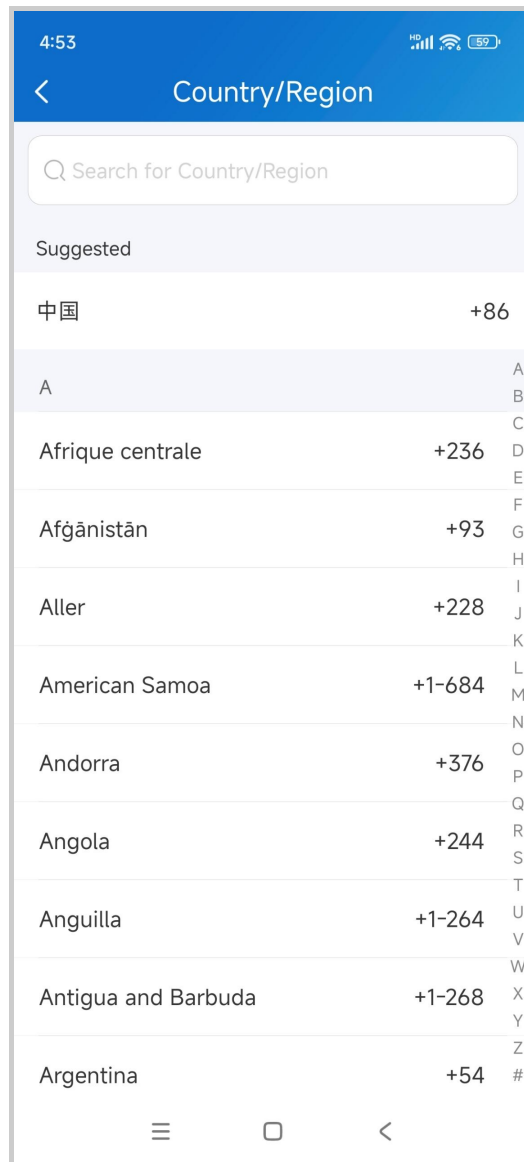 4:53
HD 59
Country/Region
Search for Country/Region
Suggested
中国 +86
A
Afrique centrale +236
Afġānistān +93
Aller +228
American Samoa +1-684
Andorra +376
Angola +244
Anguilla +1-264
Antigua and Barbuda +1-268
Argentina +54
A
B
C
D
E
F
G
H
I
J
K
L
M
N
O
P
Q
R
S
T
U
V
W
X
Y
Z
#